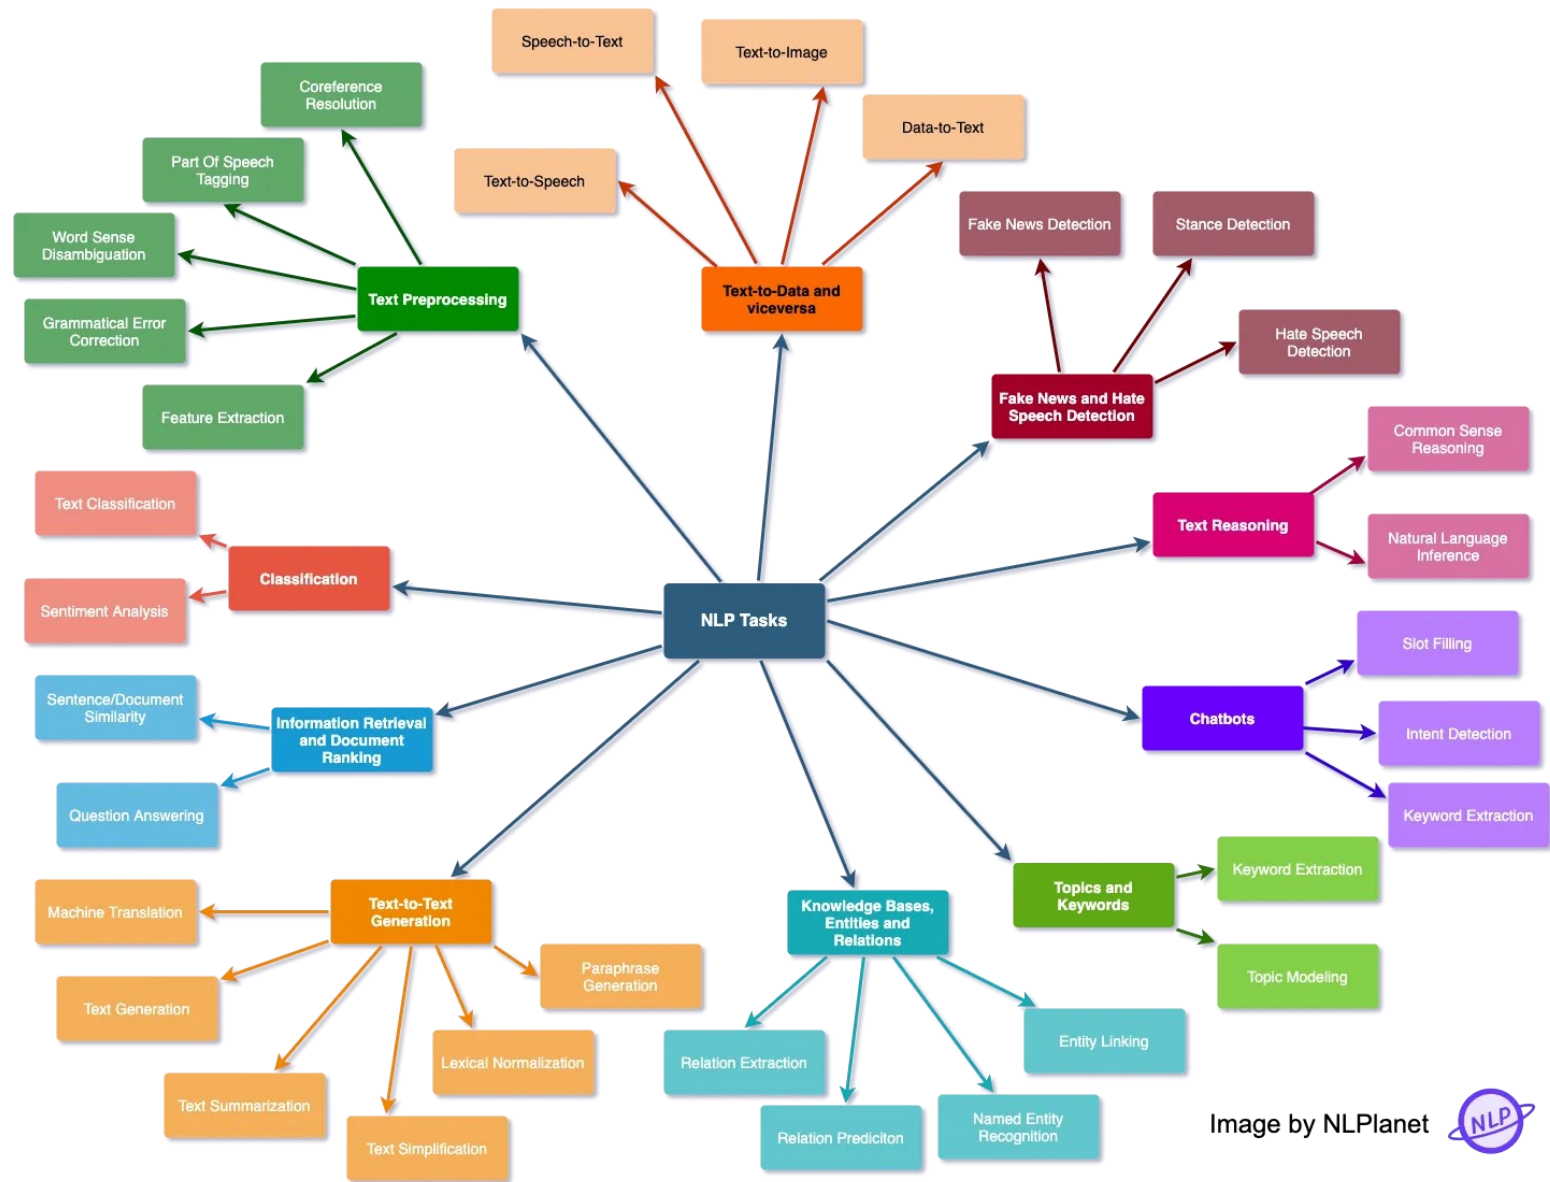 Speech-to-Text
Text-to-Image
Coreference
Resolution
Data-to-Text
Part Of Speech
Tagging
Text-to-Speech
Fake News Detection
Stance Detection
Word Sense
Disambiguation
Text Preprocessing
Text-to-Data and
viceversa
Grammatical Error
Correction
Hate Speech
Detection
Fake News and Hate
Speech Detection
Feature Extraction
Common Sense
Reasoning
Text Classification
Text Reasoning
Natural Language
Inference
Classification
Sentiment Analysis
NLP Tasks
Slot Filling
Sentence/Document
Similarity
Information Retrieval
and Document
Ranking
Chatbots
Intent Detection
Question Answering
Keyword Extraction
Keyword Extraction
Topics and
Keywords
Machine Translation
Text-to-Text
Generation
Knowledge Bases,
Entities and
Relations
Paraphrase
Generation
Topic Modeling
Text Generation
Entity Linking
Lexical Normalization
Relation Extraction
Text Summarization
Named Entity
Recognition
Relation Prediciton
Text Simplification
Image by NLPlanet
NLP